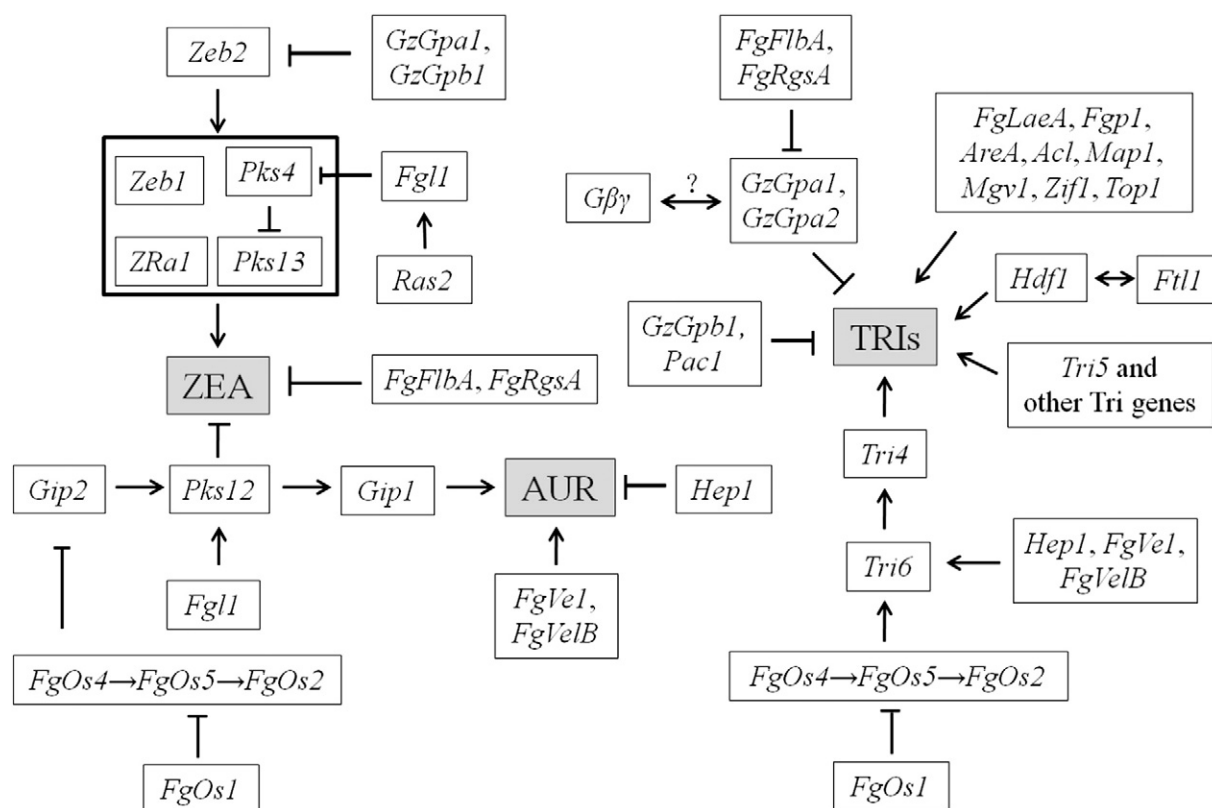 Zeb2
GzGpa1,
GzGpb1
Zeb1
Pks4
Fgl1
ZRa1
Pks13
Ras2
ZEA
FgFlbA, FgRgsA
Gip2
Pks12
Gip1
AUR
Hep1
Fgl1
FgVe1,
FgVelB
FgOs4→FgOs5→FgOs2
FgOs1
FgFlbA,
FgRgsA
Gβγ
?
GzGpa1,
GzGpa2
FgLaeA, Fgp1,
AreA, Acl, Map1,
Mgv1, Zif1, Top1
Hdf1
Ftl1
GzGpb1,
Pac1
TRIs
Tri5 and
other Tri genes
Tri4
Tri6
Hep1, FgVe1,
FgVelB
FgOs4→FgOs5→FgOs2
FgOs1